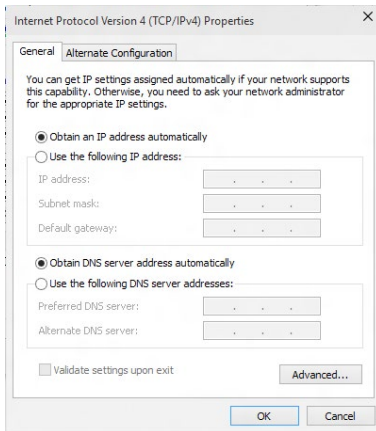 Internet Protocol Version 4 (TCP/IPv4) Properties
General
Alternate Configuration
You can get IP settings assigned automatically if your network supports
this capability. Otherwise, you need to ask your network administrator
for the appropriate IP settings.
Obtain an IP address automatically
Use the following IP address:
IP address:
Subnet mask:
Default gateway:
Obtain DNS server address automatically
Use the following DNS server addresses:
Preferred DNS server:
Alternate DNS server:
Validate settings upon exit
Advanced...
OK
Cancel